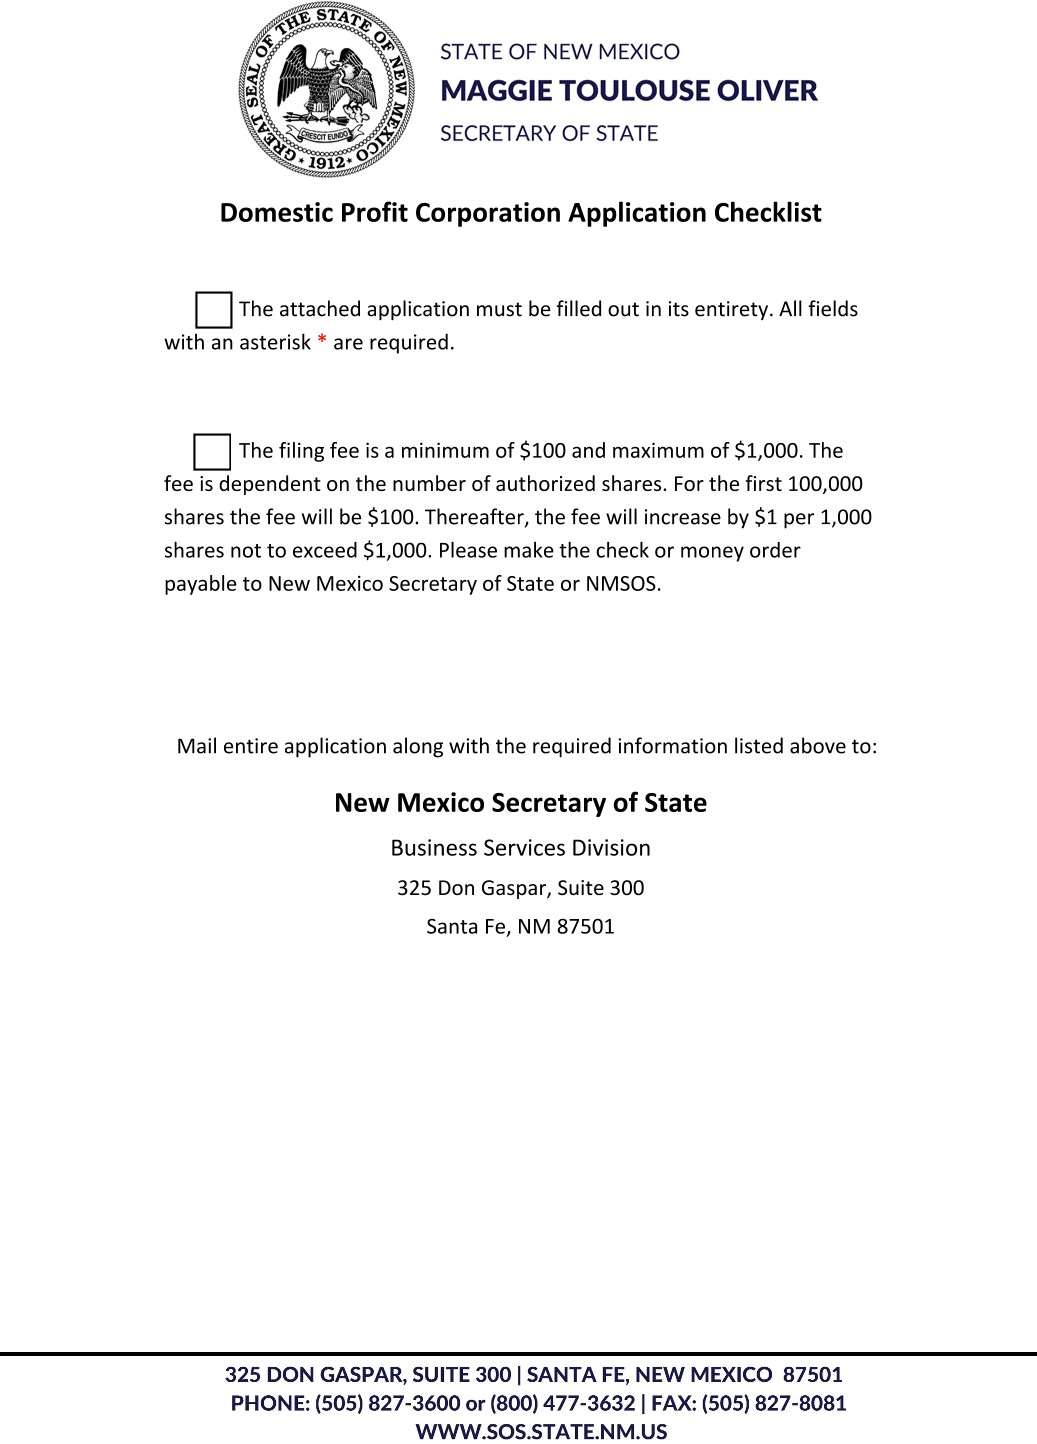 GREAT SEAL OF THE STATE OF NEW MEXICO
CRESCIT EUNDO
1912
STATE OF NEW MEXICO
MAGGIE TOULOUSE OLIVER
SECRETARY OF STATE
Domestic Profit Corporation Application Checklist
The attached application must be filled out in its entirety. All fields
with an asterisk * are required.
The filing fee is a minimum of $100 and maximum of $1,000. The
fee is dependent on the number of authorized shares. For the first 100,000
shares the fee will be $100. Thereafter, the fee will increase by $1 per 1,000
shares not to exceed $1,000. Please make the check or money order
payable to New Mexico Secretary of State or NMSOS.
Mail entire application along with the required information listed above to:
New Mexico Secretary of State
Business Services Division
325 Don Gaspar, Suite 300
Santa Fe, NM 87501
325 DON GASPAR, SUITE 300 | SANTA FE, NEW MEXICO 87501
PHONE: (505) 827-3600 or (800) 477-3632 | FAX: (505) 827-8081
WWW.SOS.STATE.NM.US